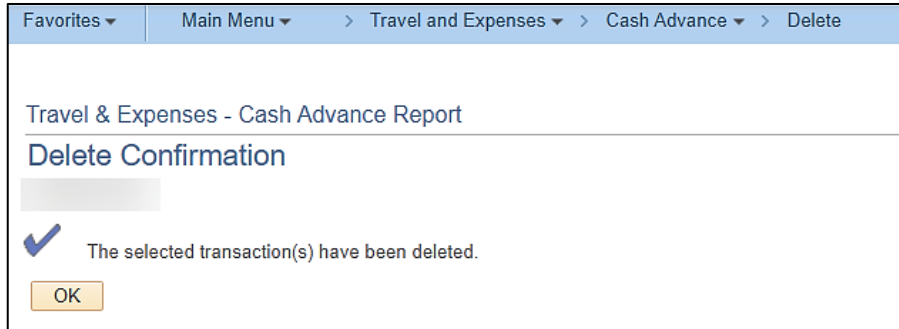 Favorites Main Menu > Travel and Expenses > Cash Advance > Delete
Travel & Expenses - Cash Advance Report
Delete Confirmation
The selected transaction(s) have been deleted.
OK